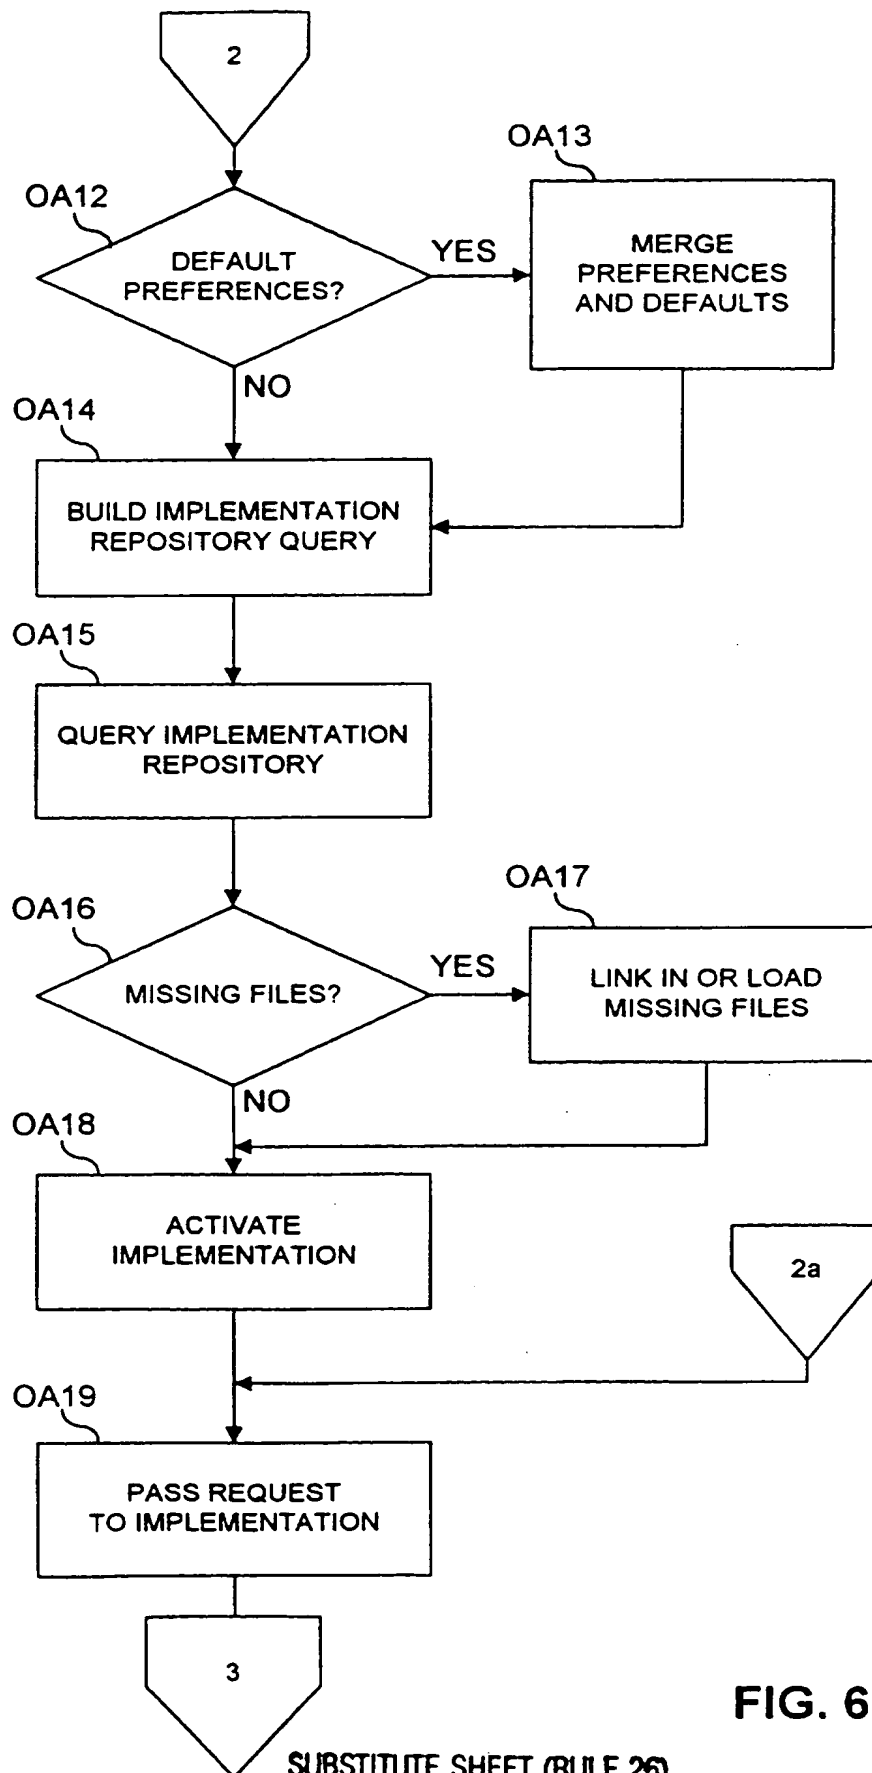 2
OA13
OA12
DEFAULT
PREFERENCES?
YES
MERGE
PREFERENCES
AND DEFAULTS
NO
OA14
BUILD IMPLEMENTATION
REPOSITORY QUERY
OA15
QUERY IMPLEMENTATION
REPOSITORY
OA17
OA16
MISSING FILES?
YES
LINK IN OR LOAD
MISSING FILES
NO
OA18
ACTIVATE
IMPLEMENTATION
2a
OA19
PASS REQUEST
TO IMPLEMENTATION
3
FIG. 6
SUBSTITUTE SHEET (RULE 26)